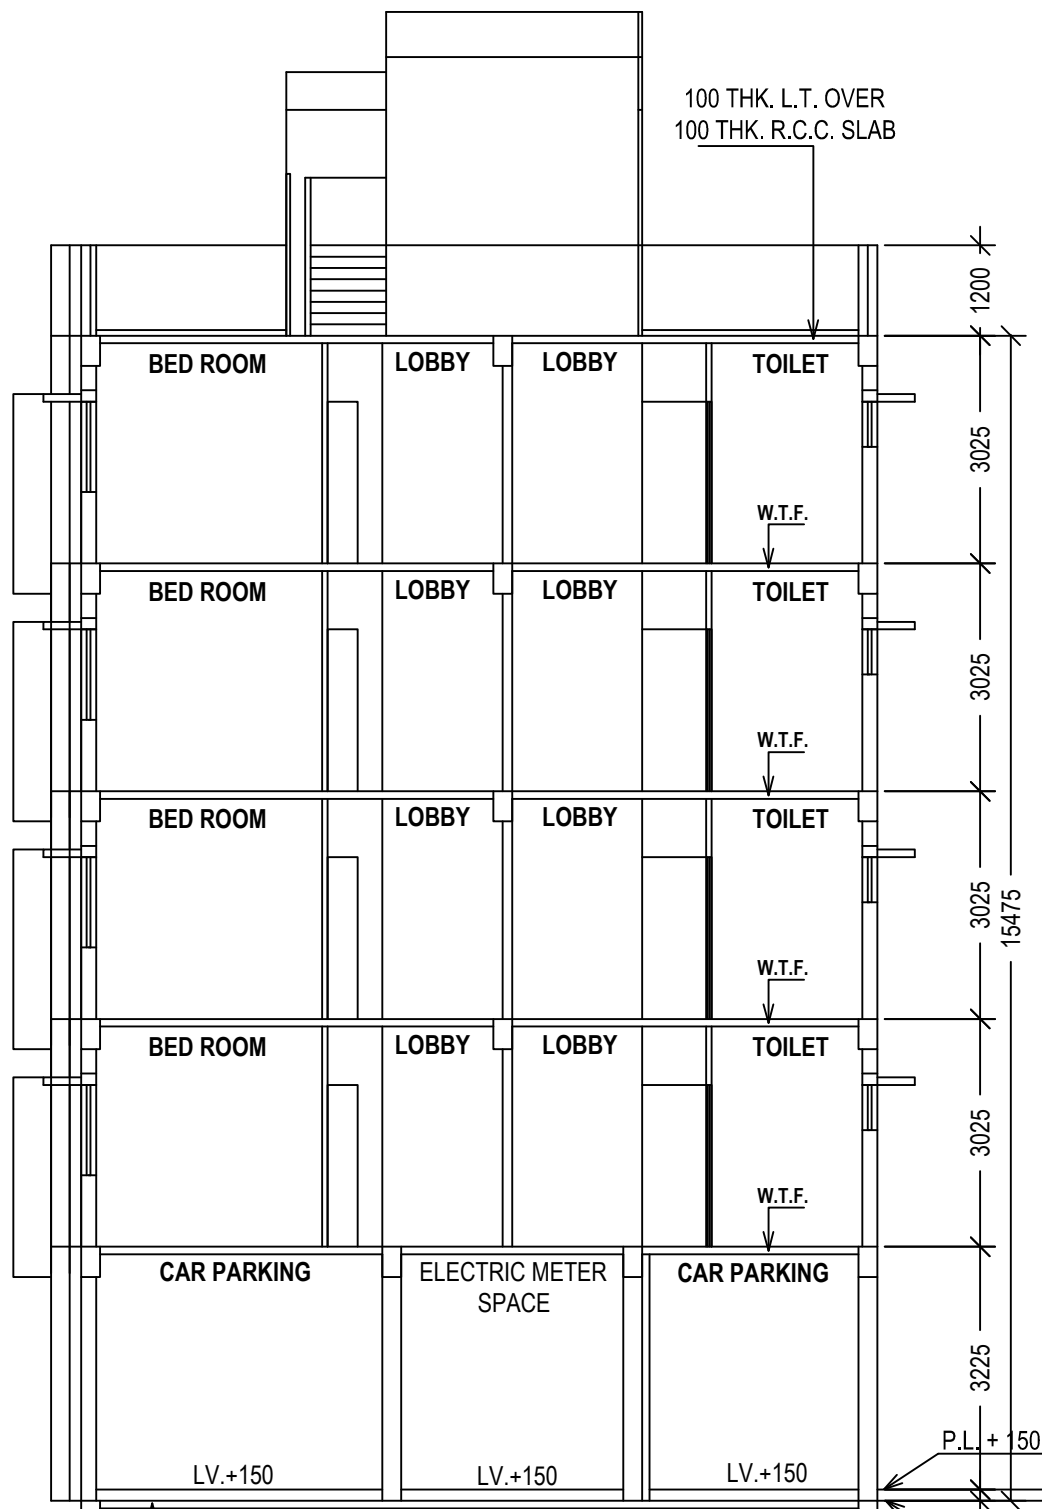 100 THK. L.T. OVER
100 THK. R.C.C. SLAB
1200
BED ROOM LOBBY LOBBY TOILET
3025
W.T.F.
BED ROOM LOBBY LOBBY TOILET
3025
W.T.F.
BED ROOM LOBBY LOBBY TOILET
3025
15475
W.T.F.
BED ROOM LOBBY LOBBY TOILET
3025
W.T.F.
CAR PARKING ELECTRIC METER CAR PARKING
SPACE
3225
P.L. + 150
LV.+150 LV.+150 LV.+150